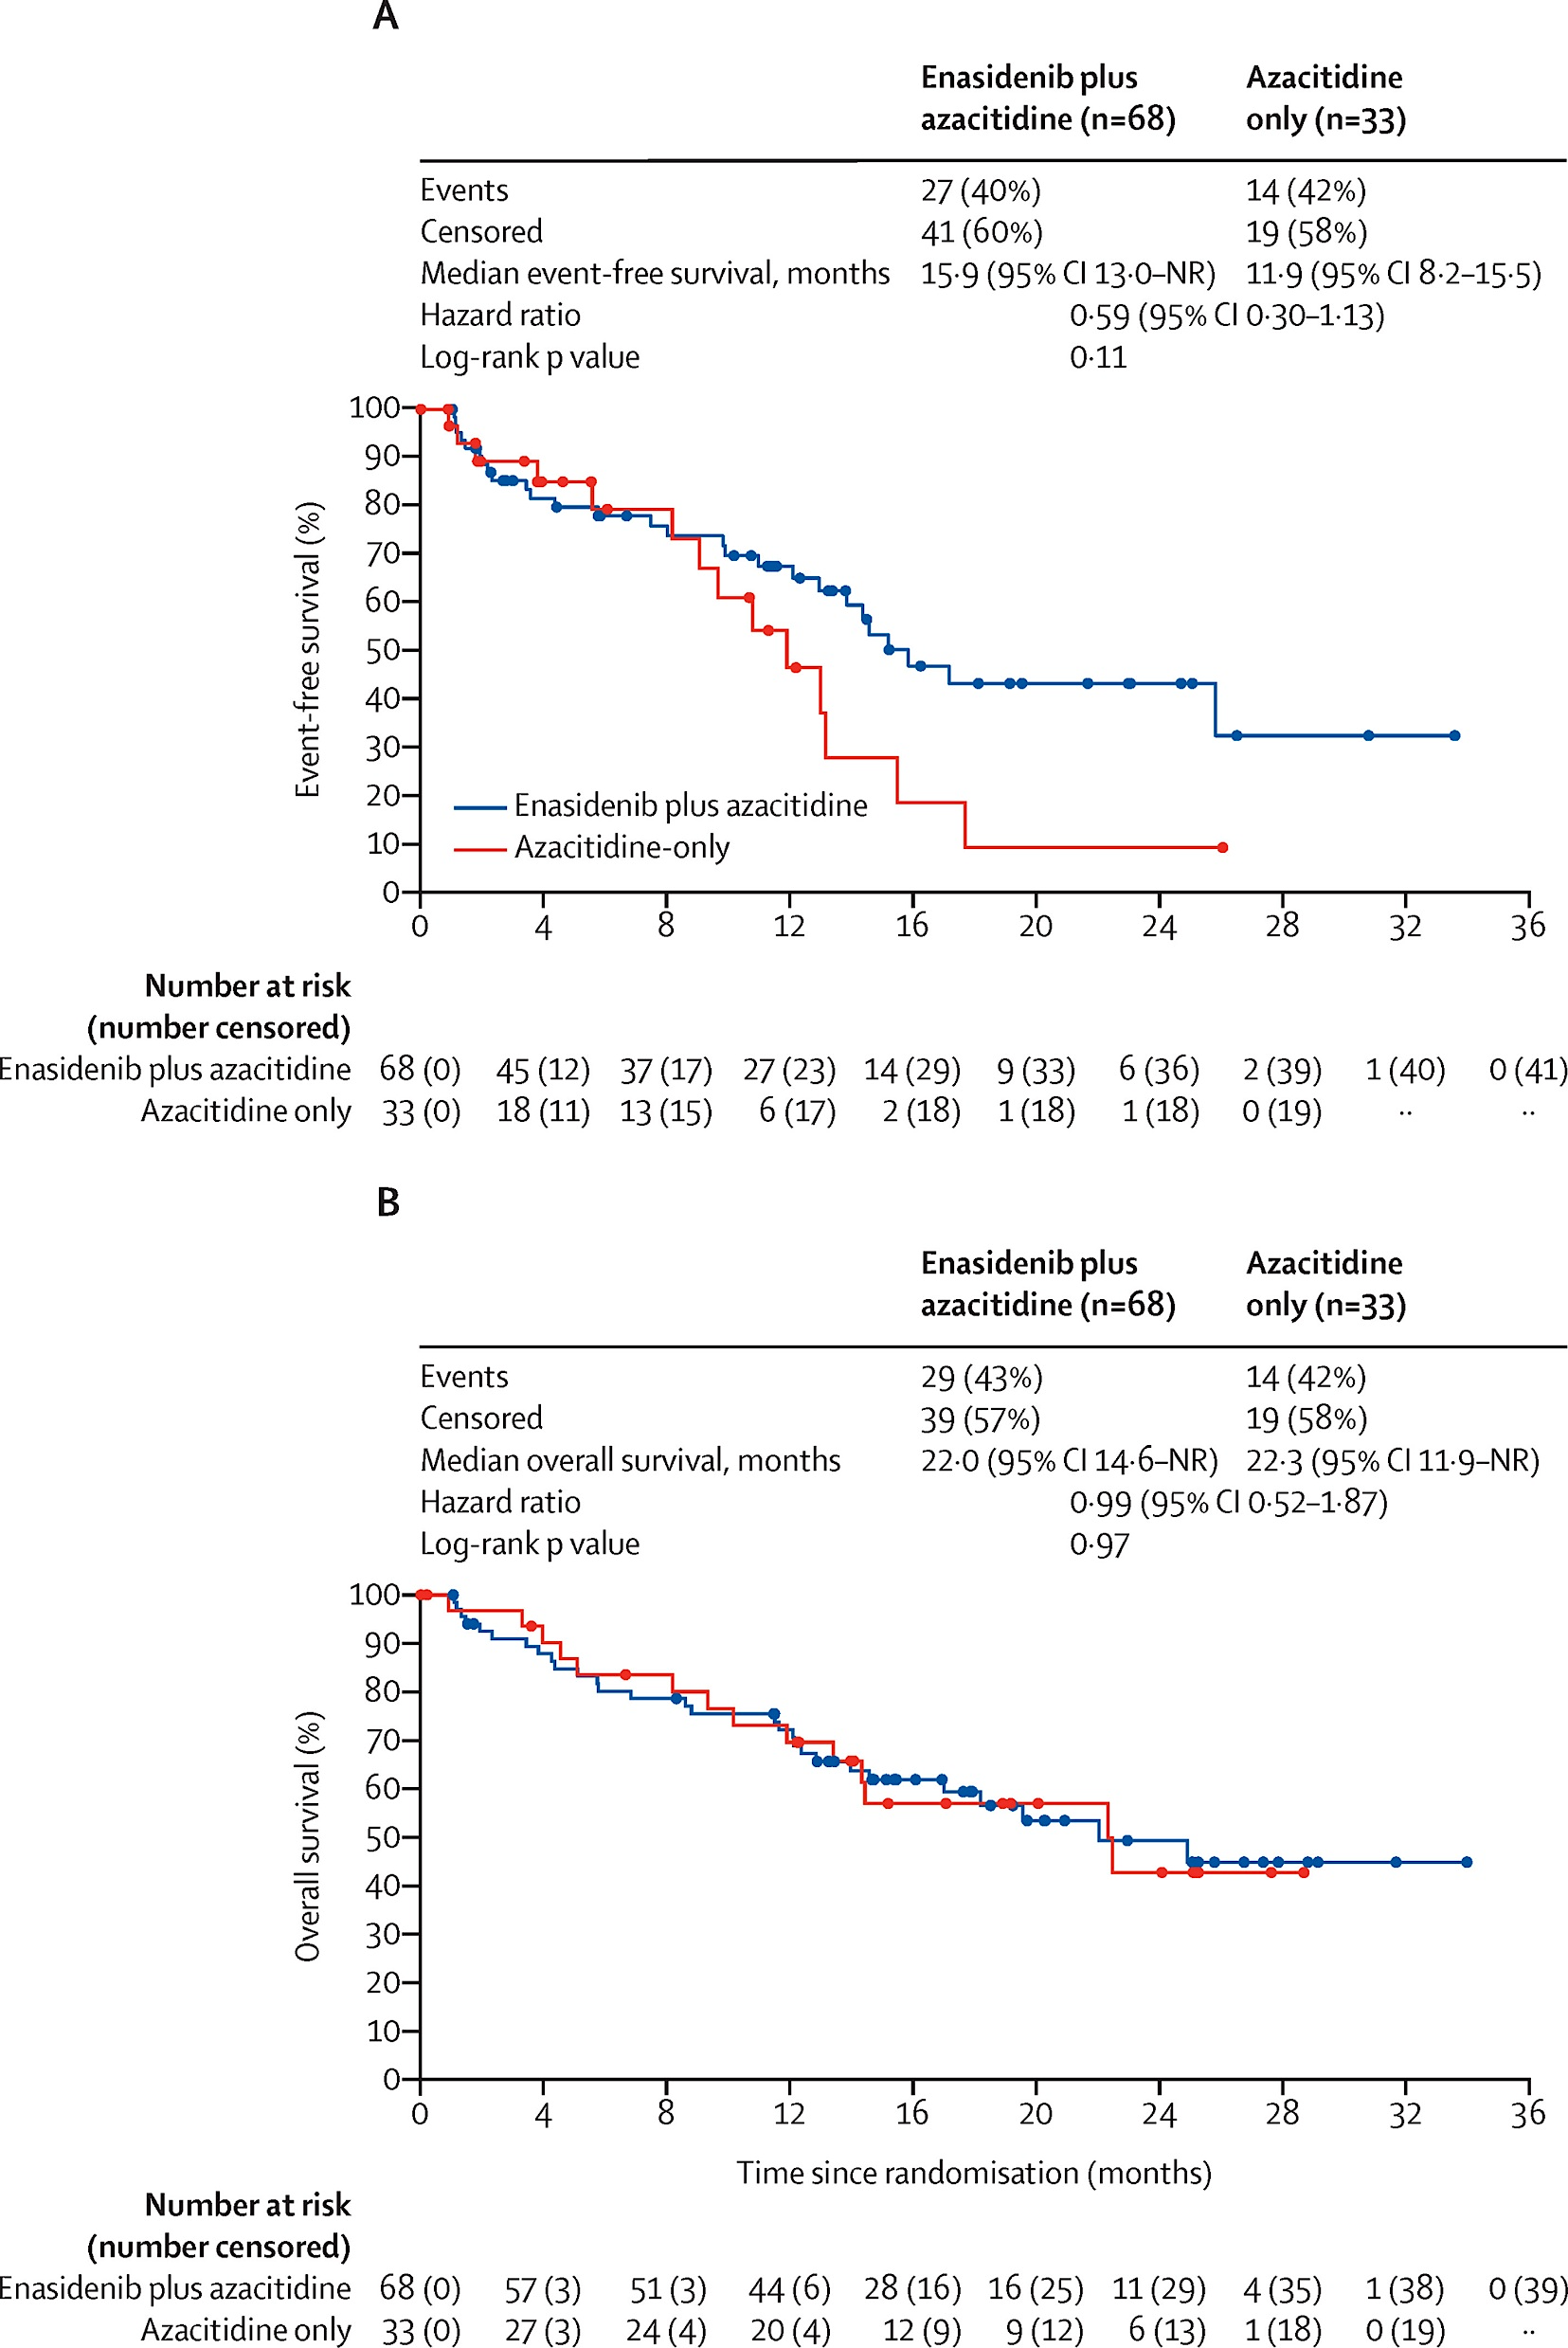 A
Enasidenib plus azacitidine (n=68) Azacitidine only (n=33)
Events 27 (40%) 14 (42%)
Censored 41 (60%) 19 (58%)
Median event-free survival, months 15·9 (95% CI 13·0–NR) 11·9 (95% CI 8·2–15·5)
Hazard ratio 0·59 (95% CI 0·30–1·13)
Log-rank p value 0·11
Event-free survival (%)
100
90
80
70
60
50
40
30
20
10
0
Enasidenib plus azacitidine
Azacitidine-only
0 4 8 12 16 20 24 28 32 36
Number at risk
(number censored)
Enasidenib plus azacitidine 68 (0) 45 (12) 37 (17) 27 (23) 14 (29) 9 (33) 6 (36) 2 (39) 1 (40) 0 (41)
Azacitidine only 33 (0) 18 (11) 13 (15) 6 (17) 2 (18) 1 (18) 1 (18) 0 (19) ·· ··
B
Enasidenib plus azacitidine (n=68) Azacitidine only (n=33)
Events 29 (43%) 14 (42%)
Censored 39 (57%) 19 (58%)
Median overall survival, months 22·0 (95% CI 14·6–NR) 22·3 (95% CI 11·9–NR)
Hazard ratio 0·99 (95% CI 0·52–1·87)
Log-rank p value 0·97
Overall survival (%)
100
90
80
70
60
50
40
30
20
10
0
0 4 8 12 16 20 24 28 32 36
Time since randomisation (months)
Number at risk
(number censored)
Enasidenib plus azacitidine 68 (0) 57 (3) 51 (3) 44 (6) 28 (16) 16 (25) 11 (29) 4 (35) 1 (38) 0 (39)
Azacitidine only 33 (0) 27 (3) 24 (4) 20 (4) 12 (9) 9 (12) 6 (13) 1 (18) 0 (19) ··